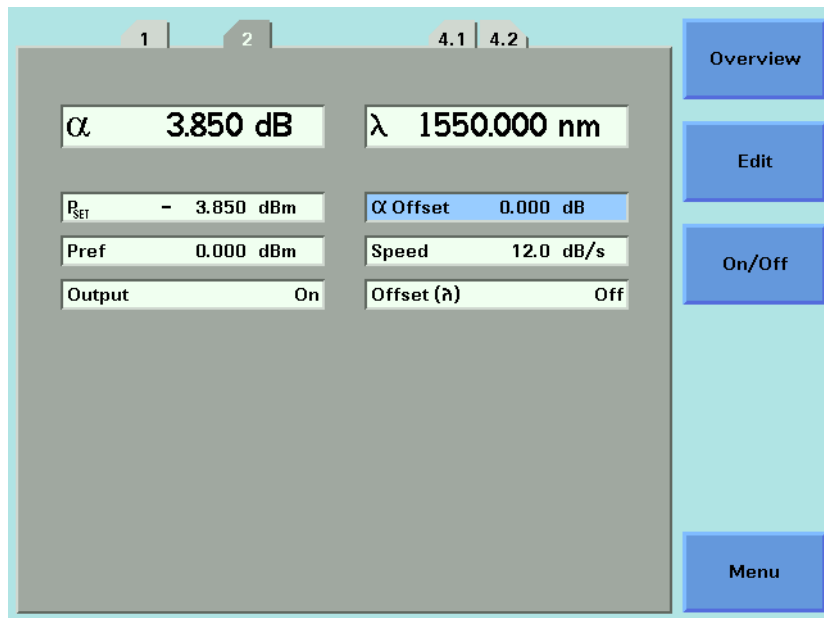 1 2 4.1 4.2
Overview
α 3.850 dB λ 1550.000 nm
Edit
PSET - 3.850 dBm α Offset 0.000 dB
Pref 0.000 dBm Speed 12.0 dB/s
On/Off
Output On Offset (λ) Off
Menu